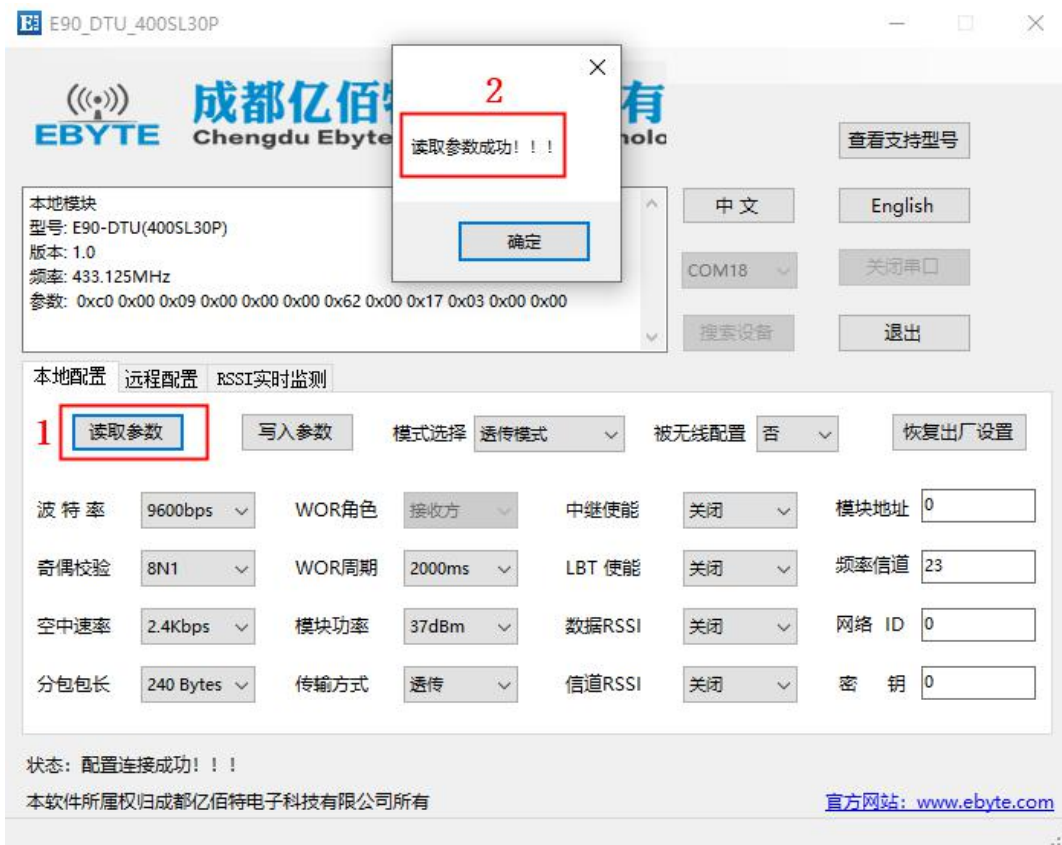 E90_DTU_400SL30P
2
EBYTE
成都亿佰
有
Chengdu Ebyte
读取参数成功！！！
确定
查看支持型号
本地模块
型号: E90-DTU(400SL30P)
版本: 1.0
频率: 433.125MHz
参数: 0xc0 0x00 0x09 0x00 0x00 0x00 0x62 0x00 0x17 0x03 0x00 0x00
中 文
English
COM18
关闭串口
搜索设备
退出
本地配置 远程配置 RSSI实时监测
1 读取参数 写入参数 模式选择 透传模式 被无线配置 否 恢复出厂设置
波 特 率 9600bps WOR角色 接收方 中继使能 关闭 模块地址 0
奇偶校验 8N1 WOR周期 2000ms LBT 使能 关闭 频率信道 23
空中速率 2.4Kbps 模块功率 37dBm 数据RSSI 关闭 网络 ID 0
分包包长 240 Bytes 传输方式 透传 信道RSSI 关闭 密 钥 0
状态: 配置连接成功！！！
本软件所属权归成都亿佰特电子科技有限公司所有
官方网站: www.ebyte.com